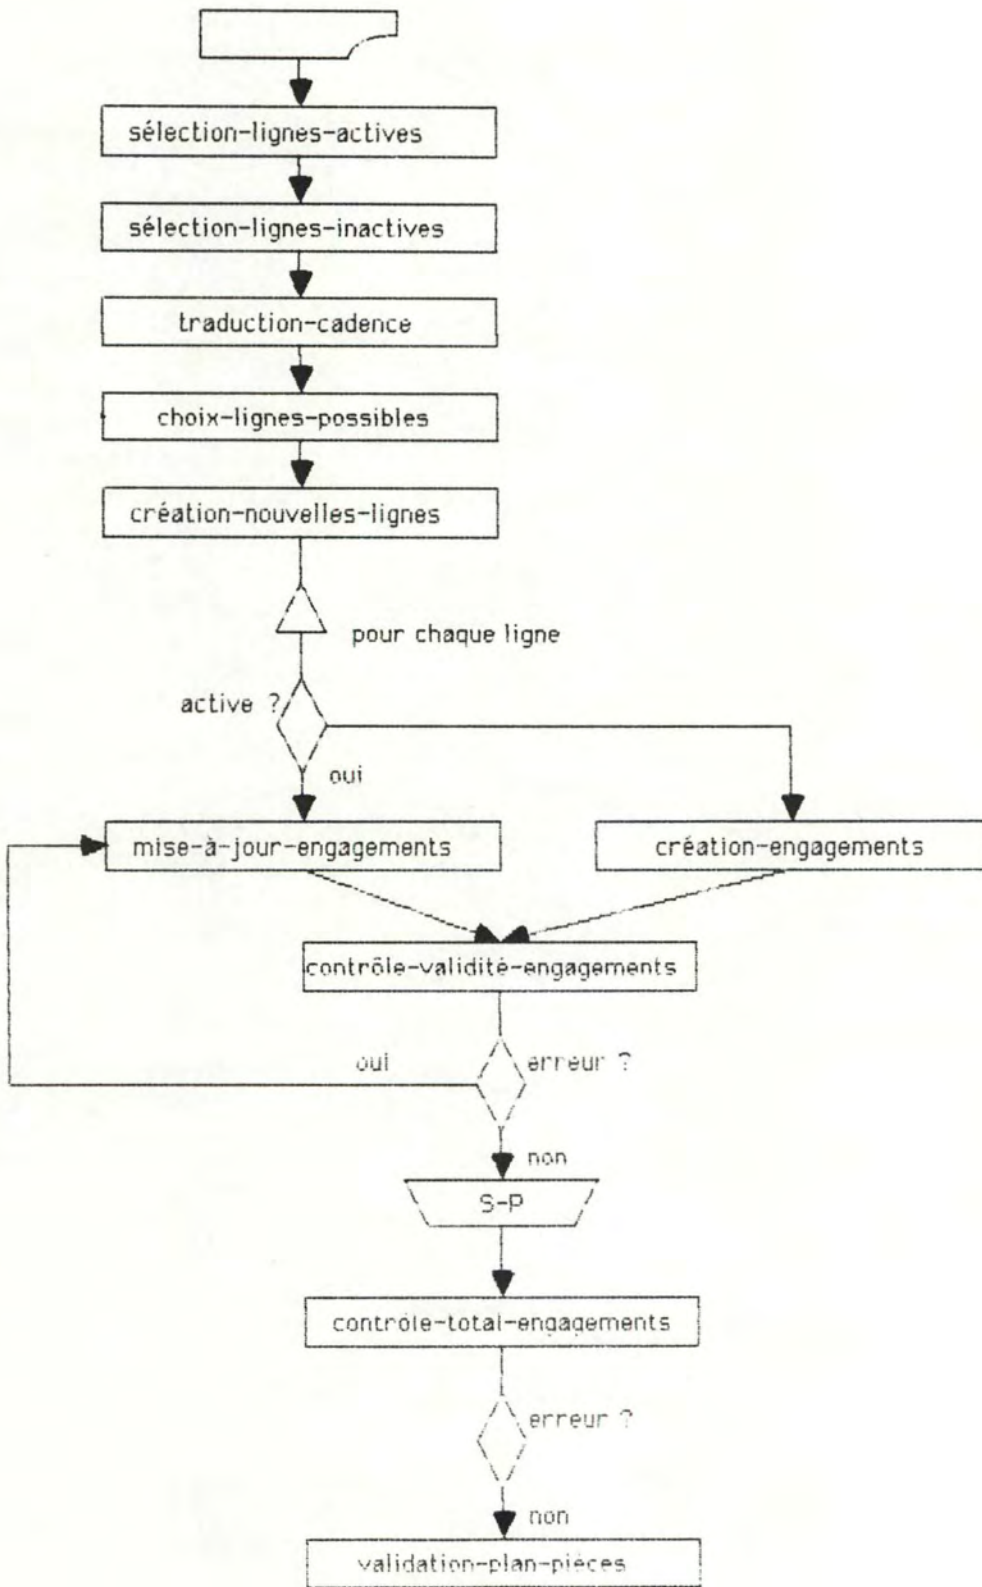 sélection-lignes-actives
sélection-lignes-inactives
traduction-cadence
choix-lignes-possibles
création-nouvelles-lignes
pour chaque ligne
active ?
oui
mise-à-jour-engagements
création-engagements
contrôle-validité-engagements
oui
erreur ?
non
S-P
contrôle-total-engagements
erreur ?
non
validation-plan-pièces